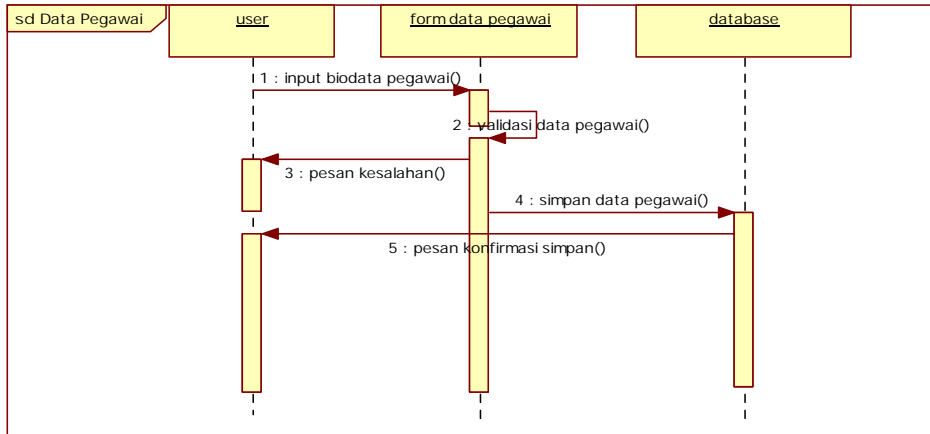 sd Data Pegawai
user
form data pegawai
database
1 : input biodata pegawai()
2 : validasi data pegawai()
3 : pesan kesalahan()
4 : simpan data pegawai()
5 : pesan konfirmasi simpan()